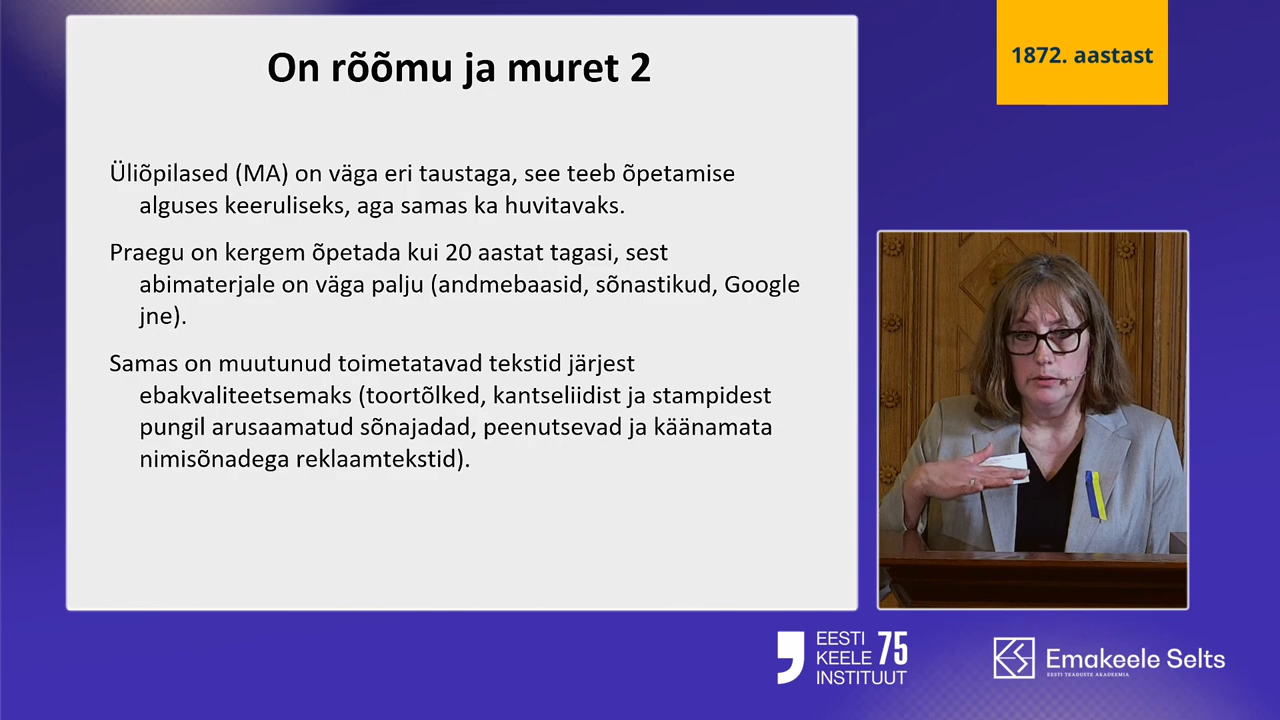 On rõõmu ja muret 2
Üliõpilased (MA) on väga eri taustaga, see teeb õpetamise
alguses keeruliseks, aga samas ka huvitavaks.
Praegu on kergem õpetada kui 20 aastat tagasi, sest
abimaterjale on väga palju (andmebaasid, sõnastikud, Google
jne).
Samas on muutunud toimetatavad tekstid järjest
ebakvaliteetsemaks (toortõlked, kantseliidist ja stampidest
pungil arusaamatud sõnajadad, peenutsevad ja käänamata
nimisõnadega reklaamtekstid).
1872. aastast
EESTI
KEELE 75
INSTITUUT
Emakeele Selts
EESTI TEADUSTE AKADEEMIA